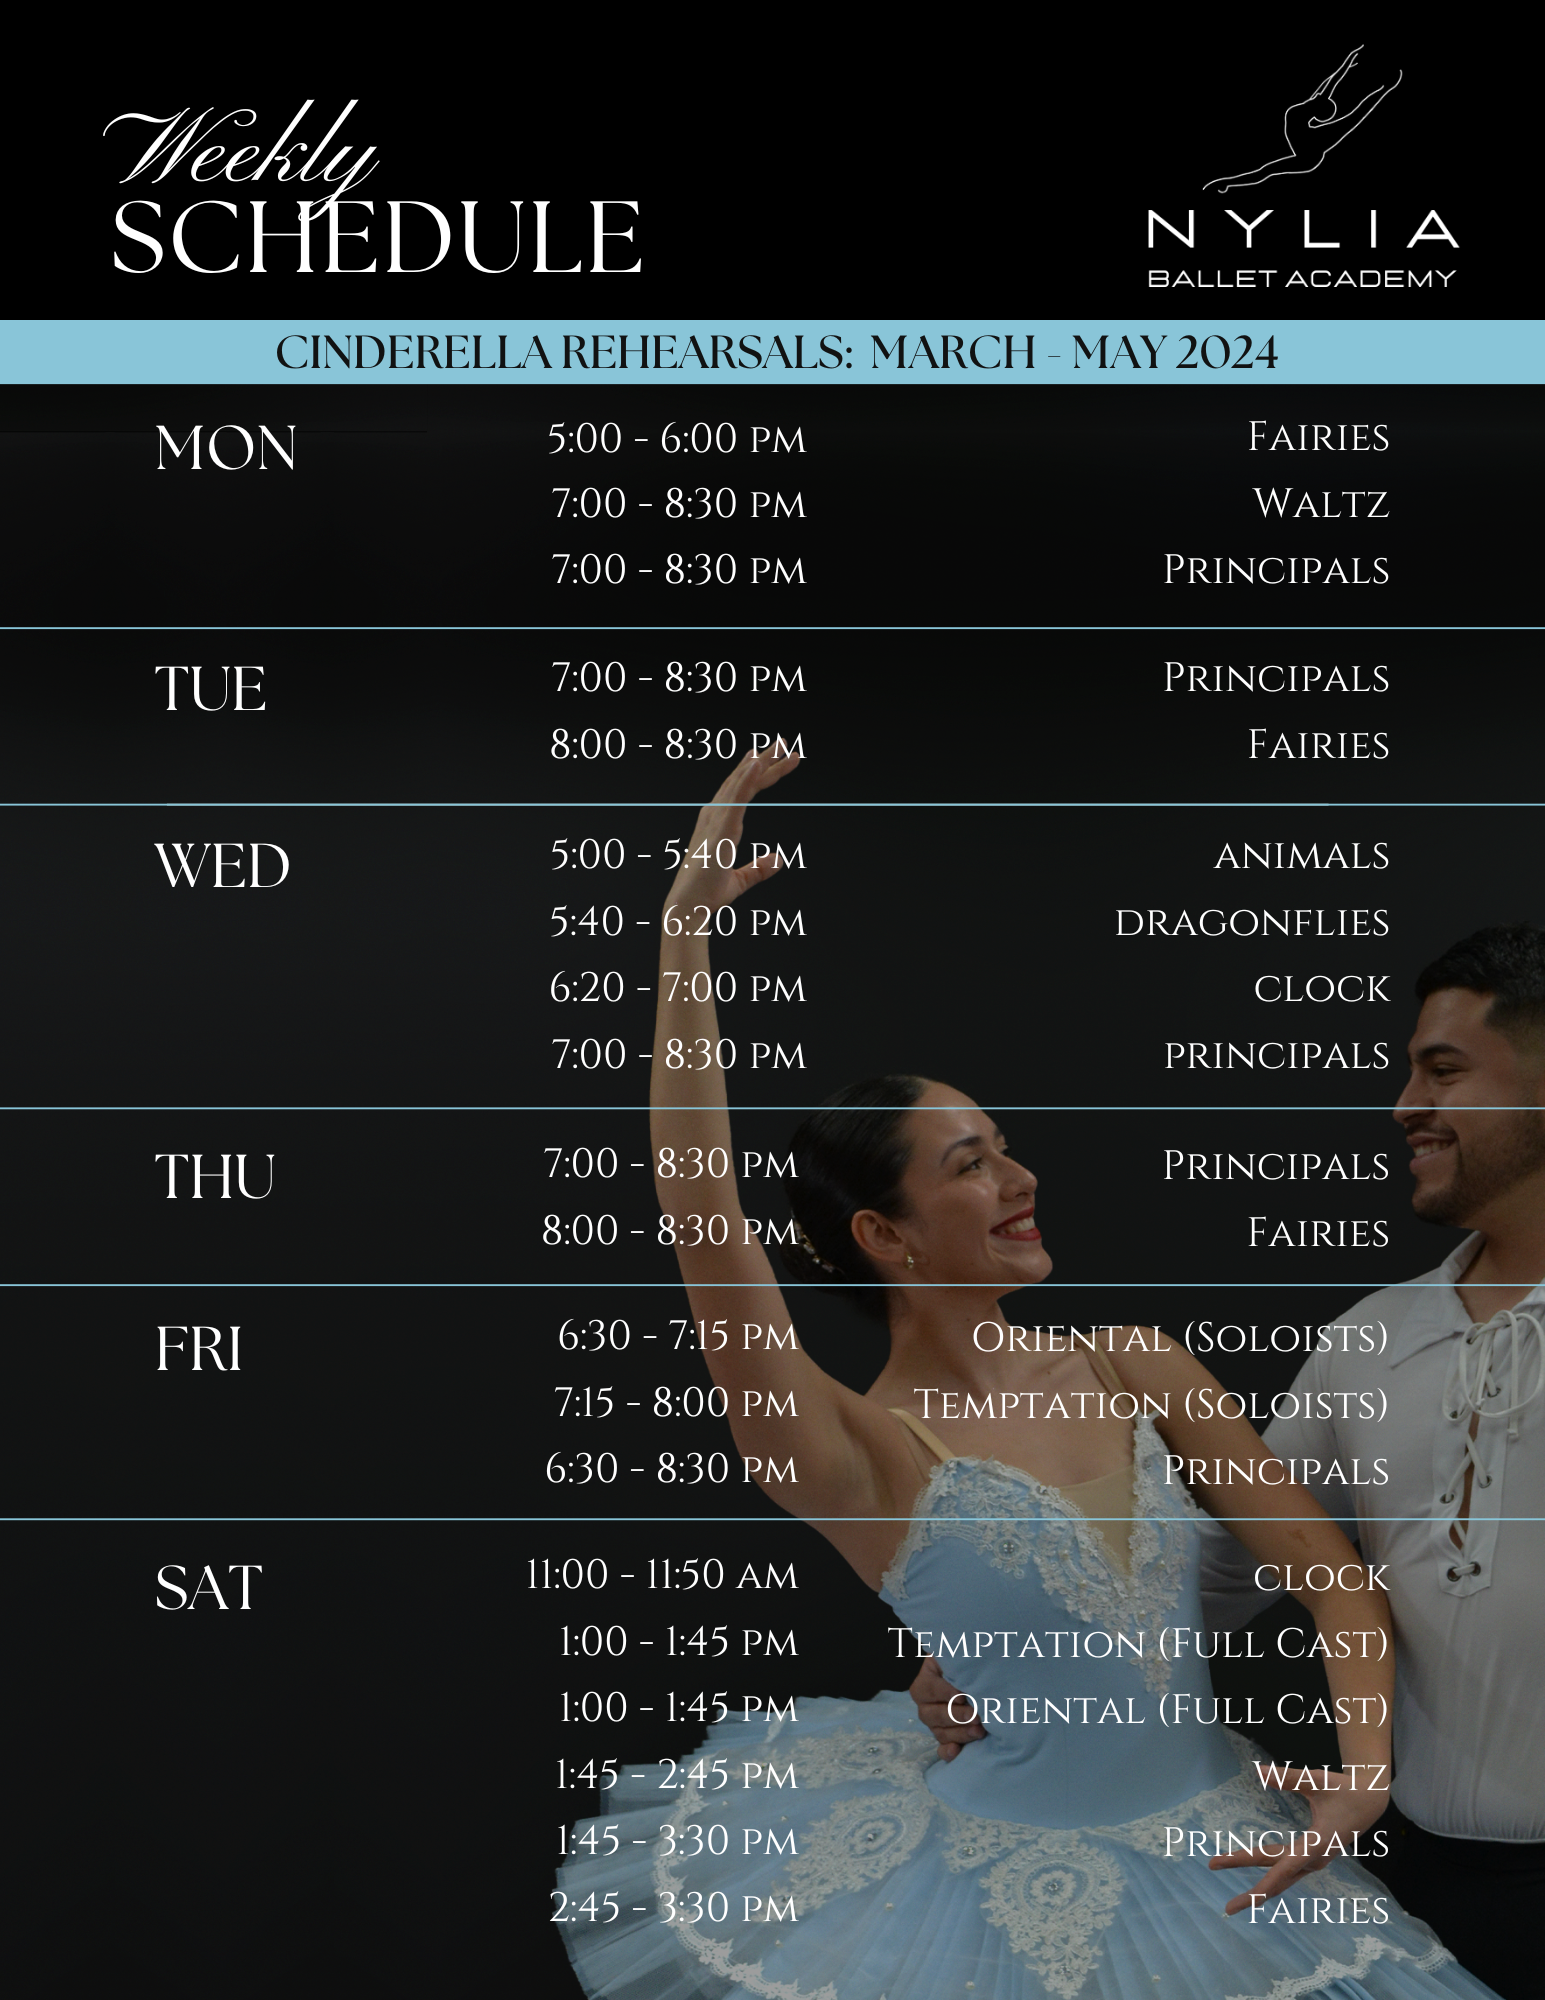 Weekly
SCHEDULE
NYLIA
BALLET ACADEMY
CINDERELLA REHEARSALS: MARCH - MAY 2024
MON 5:00 - 6:00 PM Fairies
7:00 - 8:30 PM Waltz
7:00 - 8:30 PM Principals
TUE 7:00 - 8:30 PM Principals
8:00 - 8:30 PM Fairies
WED 5:00 - 5:40 PM animals
5:40 - 6:20 PM dragonflies
6:20 - 7:00 PM clock
7:00 - 8:30 PM principals
THU 7:00 - 8:30 PM Principals
8:00 - 8:30 PM Fairies
FRI 6:30 - 7:15 PM Oriental (Soloists)
7:15 - 8:00 PM Temptation (Soloists)
6:30 - 8:30 PM Principals
SAT 11:00 - 11:50 AM clock
1:00 - 1:45 PM Temptation (Full Cast)
1:00 - 1:45 PM Oriental (Full Cast)
1:45 - 2:45 PM Waltz
1:45 - 3:30 PM Principals
2:45 - 3:30 PM Fairies